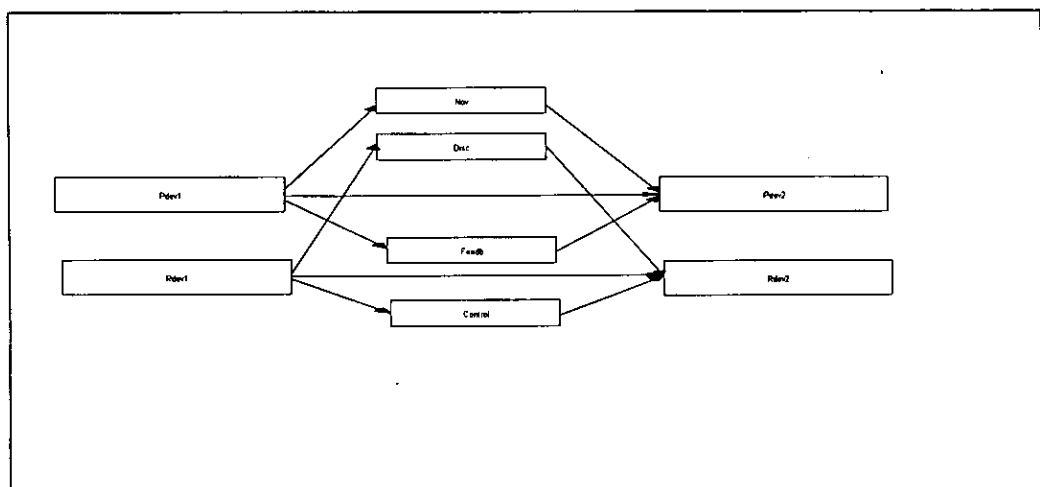 Nov
Disc
Pdev1
Pdev2
Feedb
Rdev1
Rdev2
Control